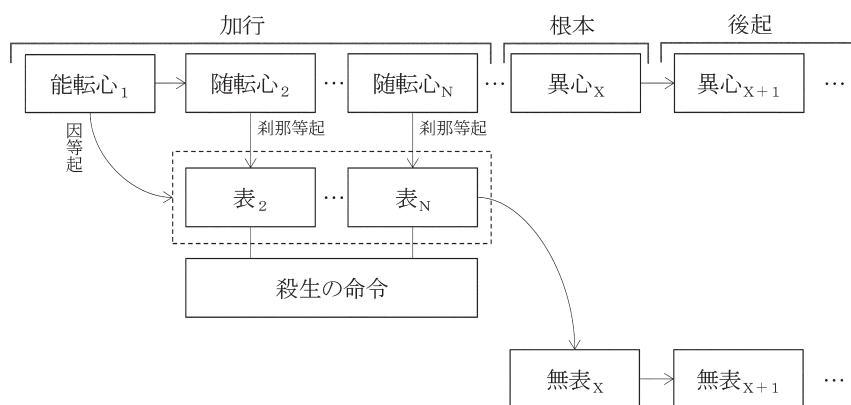 加行 根本 後起
能転心1 随転心2 … 随転心N … 異心X 異心X+1 …
因等起 刹那等起 刹那等起
表2 … 表N
殺生の命令
無表X 無表X+1 …